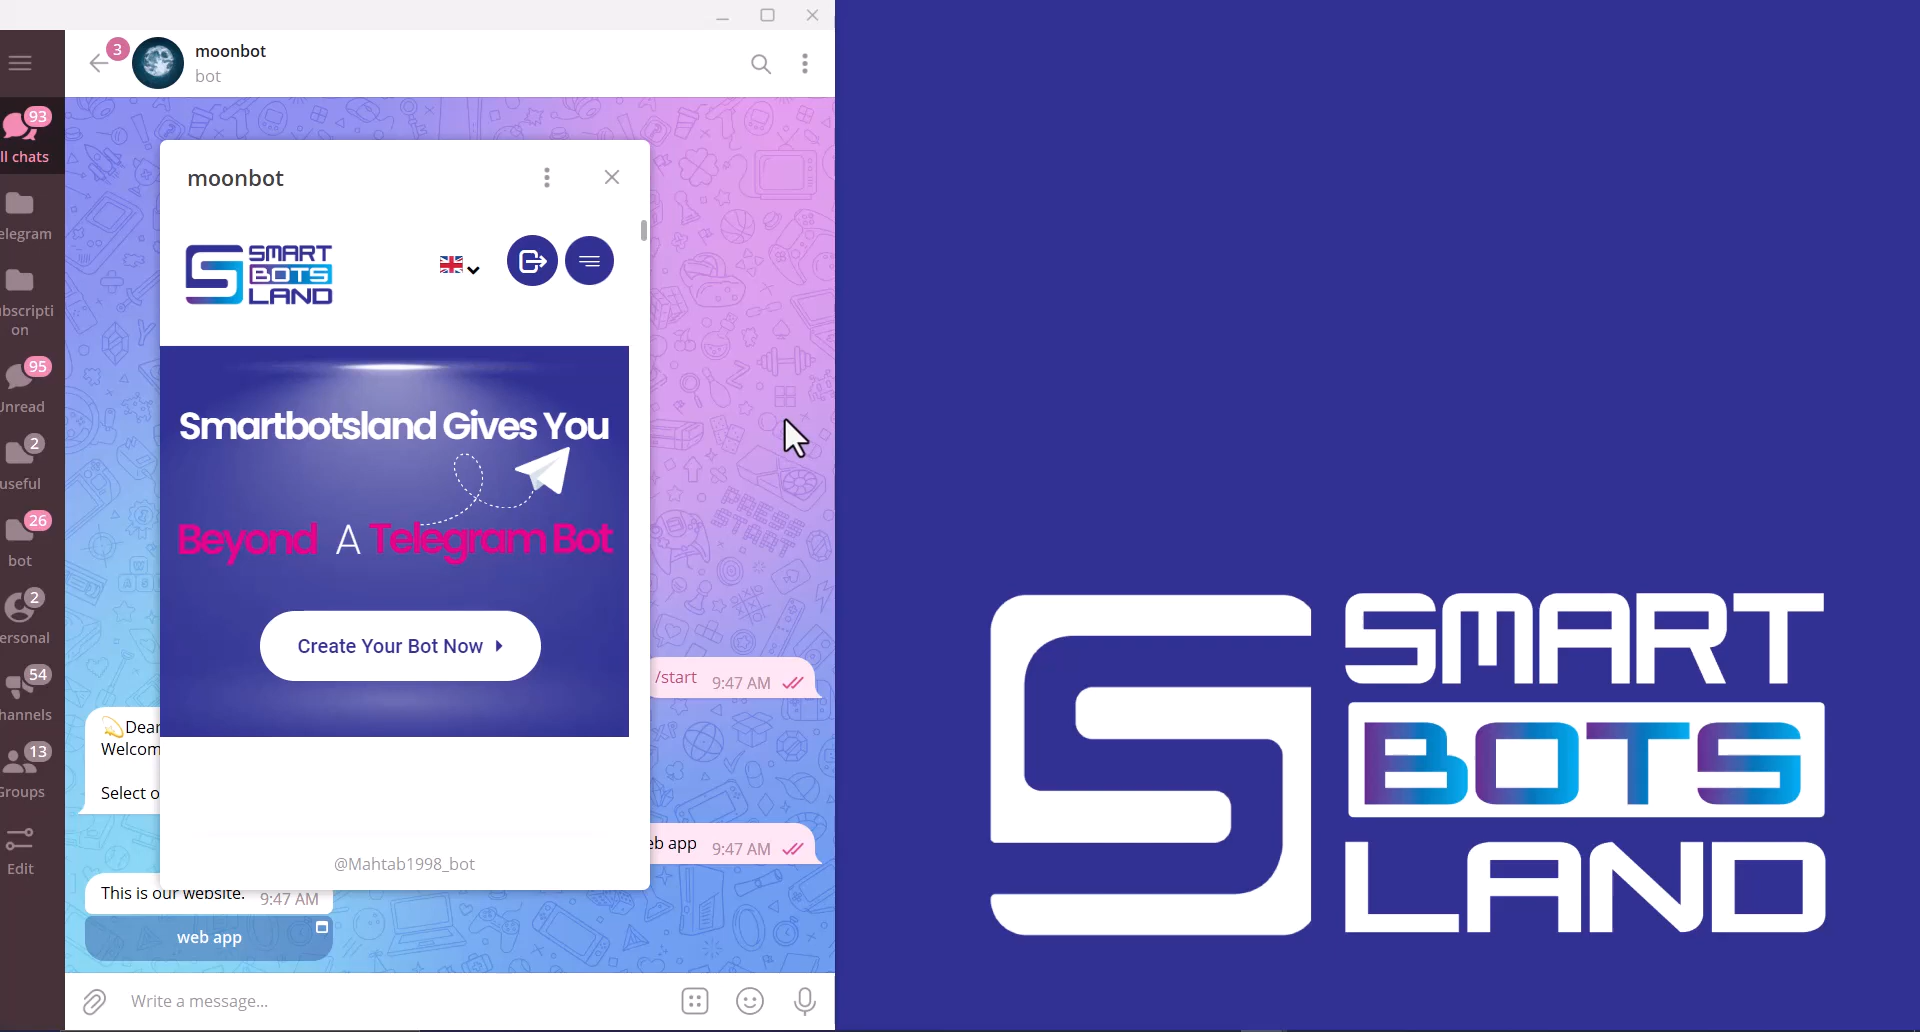 3
moonbot
bot
93
ll chats
elegram
bscripti
on
95
Unread
2
useful
26
bot
2
ersonal
54
hannels
13
Groups
Edit
moonbot
SMART
BOTS
LAND
Smartbotsland Gives You
Beyond A Telegram Bot
Create Your Bot Now
@Mahtab1998_bot
/start 9:47 AM
Dear
Welcom
Select o
eb app 9:47 AM
This is our website. 9:47 AM
web app
Write a message...
SMART
BOTS
LAND